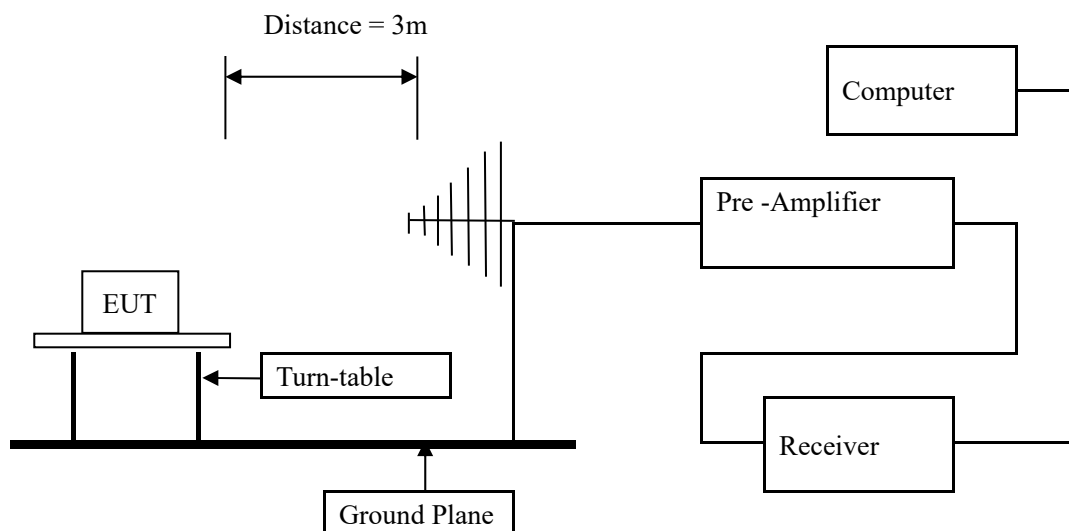 Distance = 3m
Computer
Pre -Amplifier
EUT
Turn-table
Receiver
Ground Plane